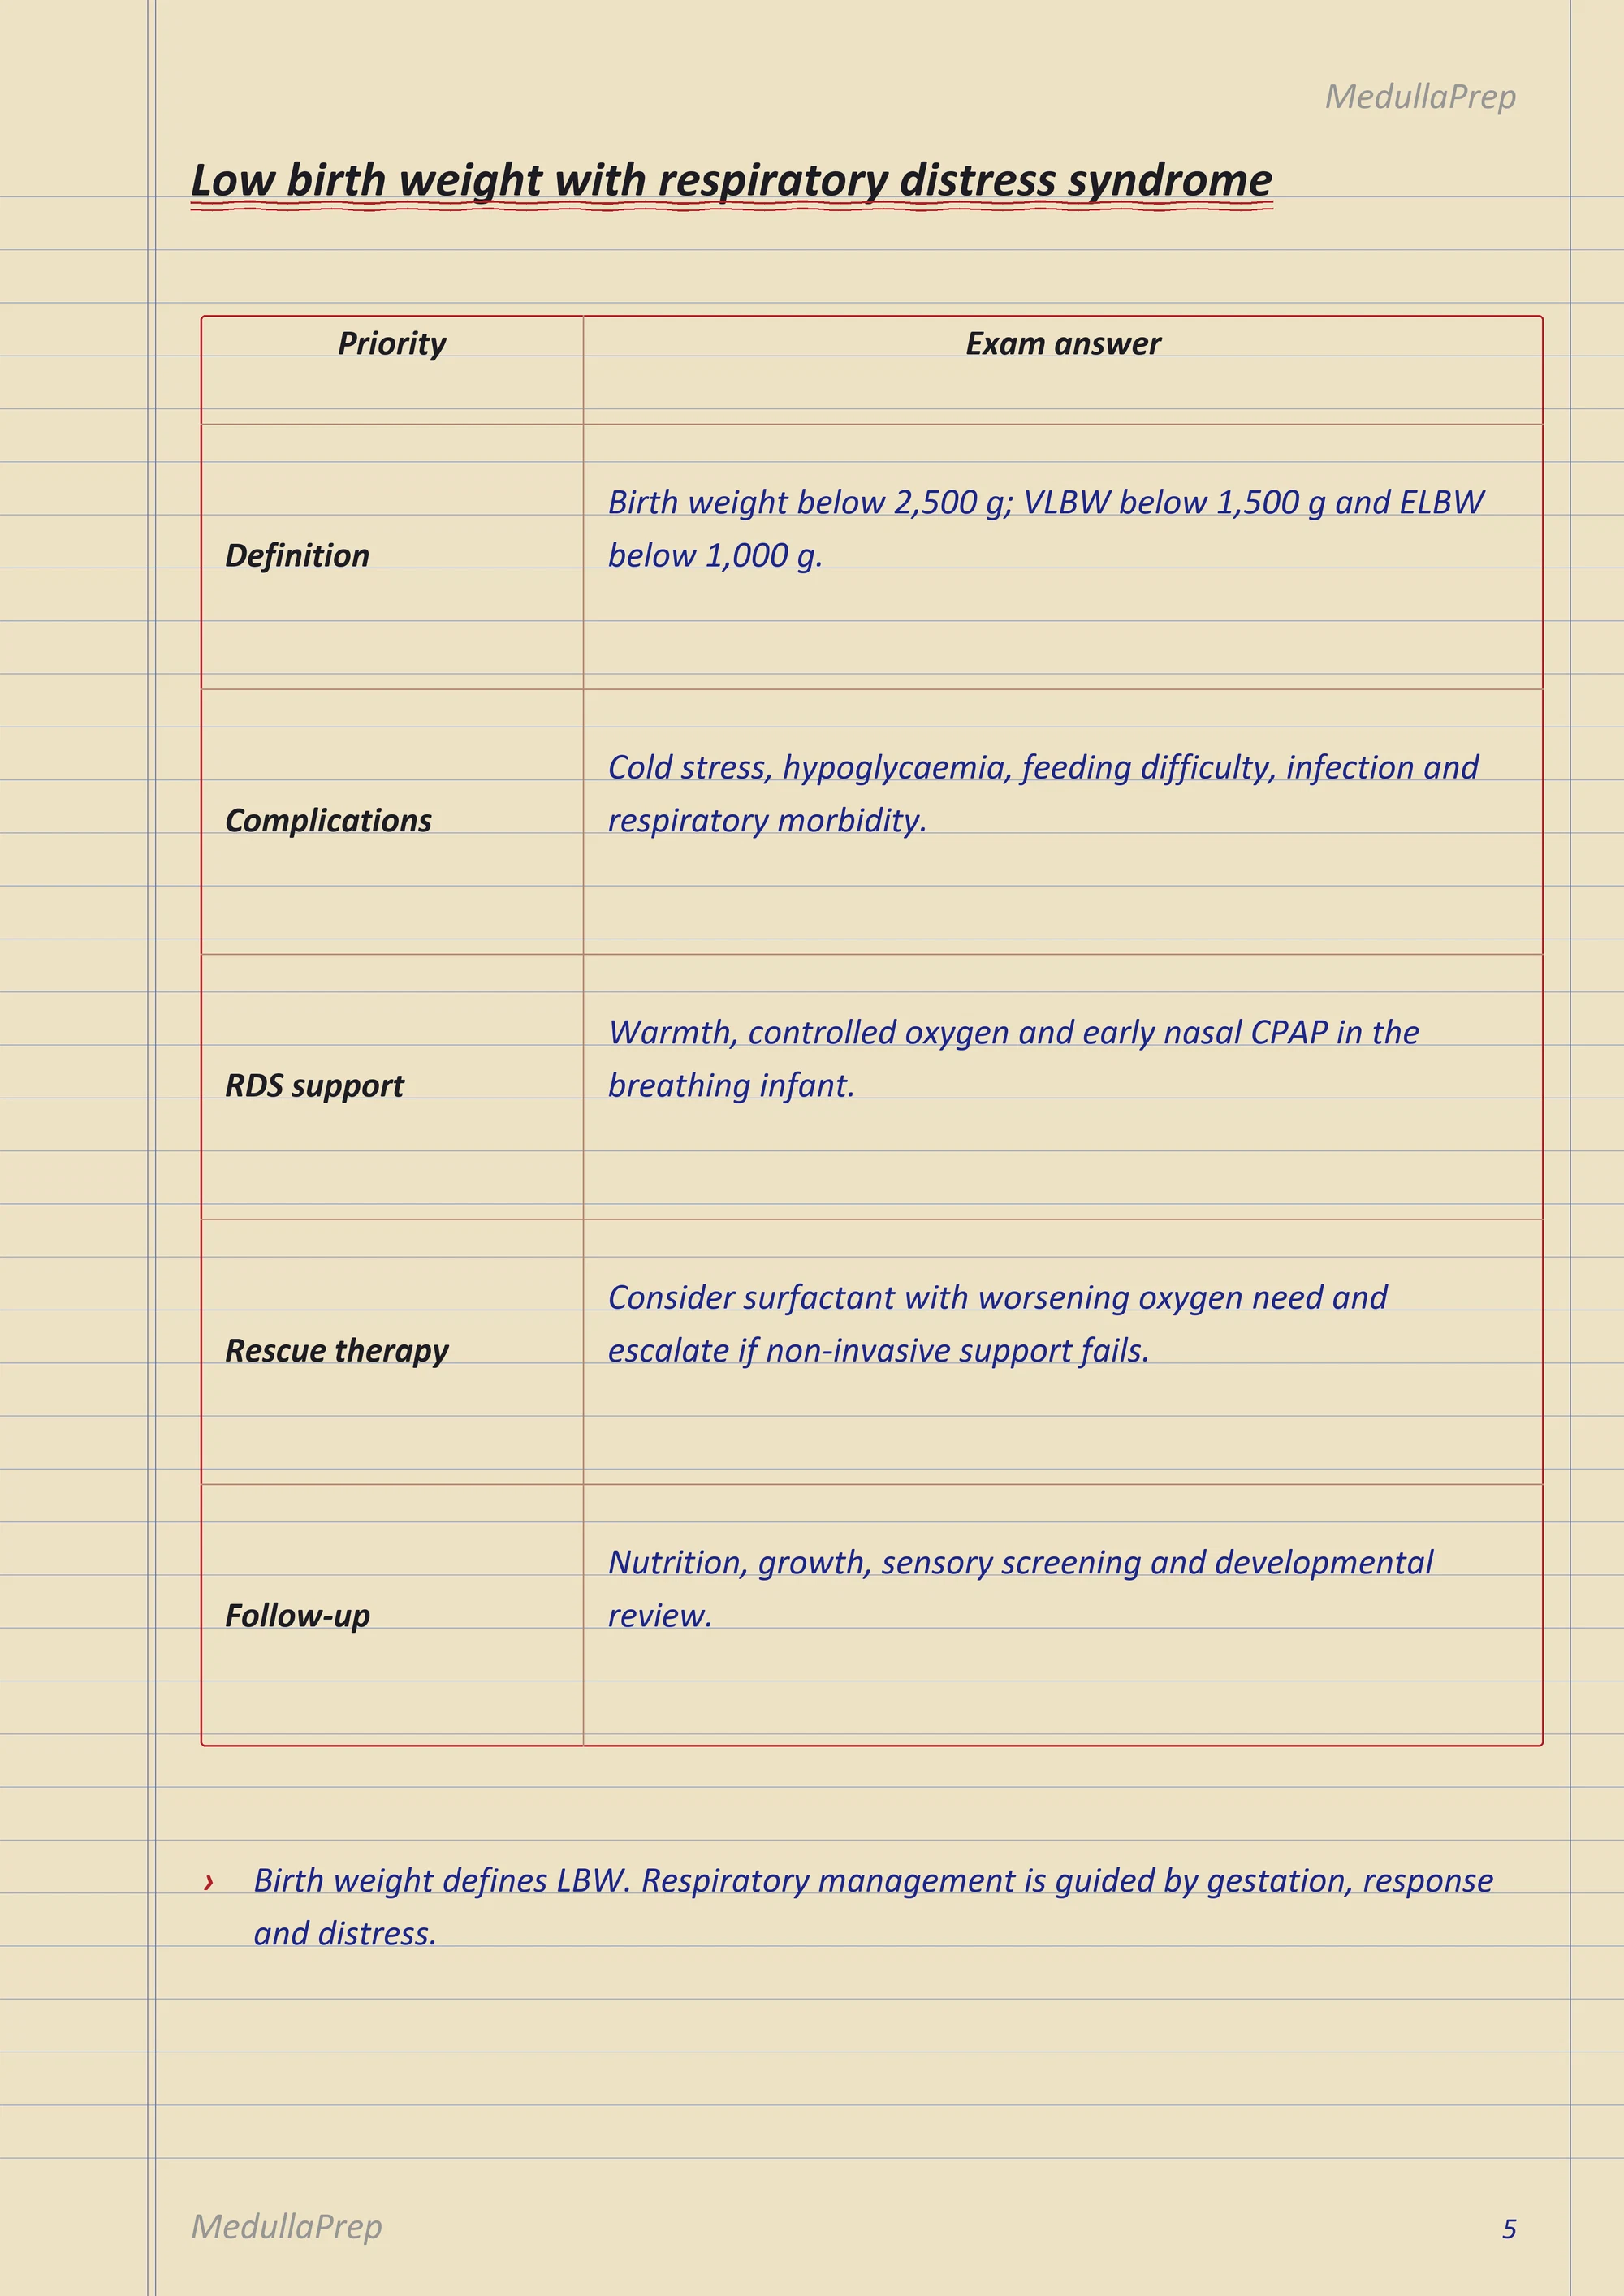 MedullaPrep
Low birth weight with respiratory distress syndrome
Priority
Exam answer
Definition
Birth weight below 2,500 g; VLBW below 1,500 g and ELBW
below 1,000 g.
Complications
Cold stress, hypoglycaemia, feeding difficulty, infection and
respiratory morbidity.
RDS support
Warmth, controlled oxygen and early nasal CPAP in the
breathing infant.
Rescue therapy
Consider surfactant with worsening oxygen need and
escalate if non-invasive support fails.
Follow-up
Nutrition, growth, sensory screening and developmental
review.
› Birth weight defines LBW. Respiratory management is guided by gestation, response
and distress.
MedullaPrep
5